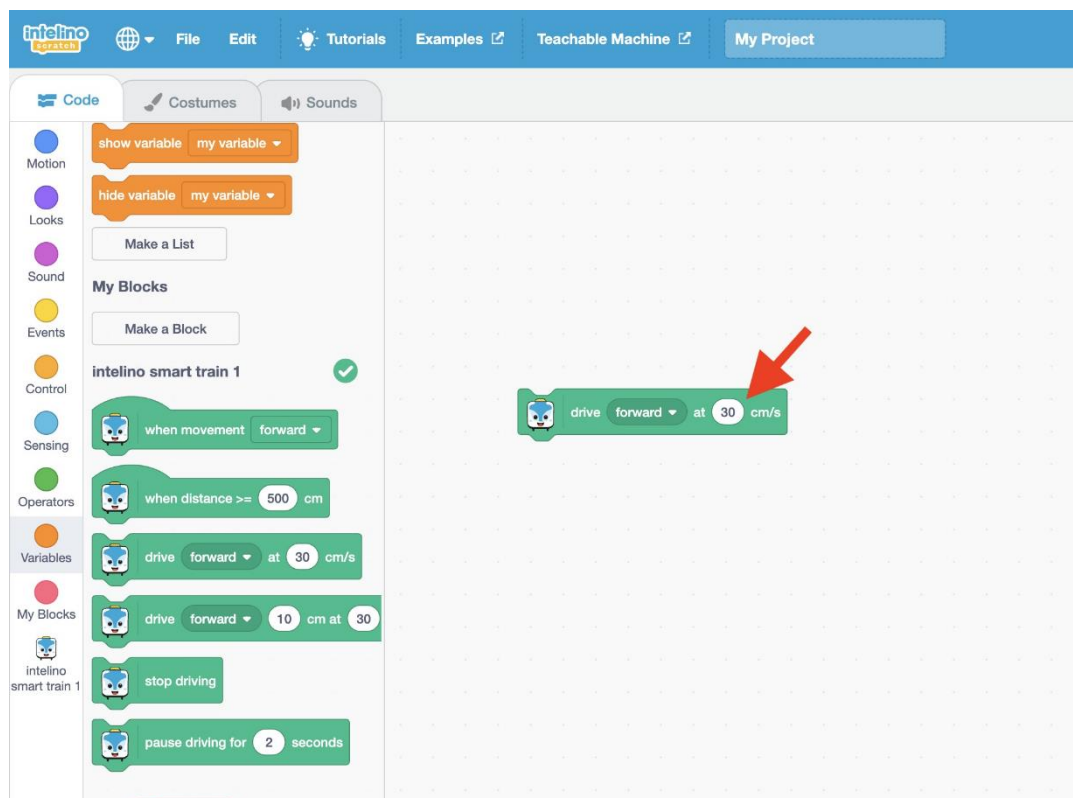 intelino
scratch
File Edit Tutorials Examples Teachable Machine My Project
Code Costumes Sounds
Motion
Looks
Sound
Events
Control
Sensing
Operators
Variables
My Blocks
intelino
smart train 1
show variable my variable
hide variable my variable
Make a List
My Blocks
Make a Block
intelino smart train 1
when movement forward
when distance >= 500 cm
drive forward at 30 cm/s
drive forward 10 cm at 30
stop driving
pause driving for 2 seconds
drive forward at 30 cm/s